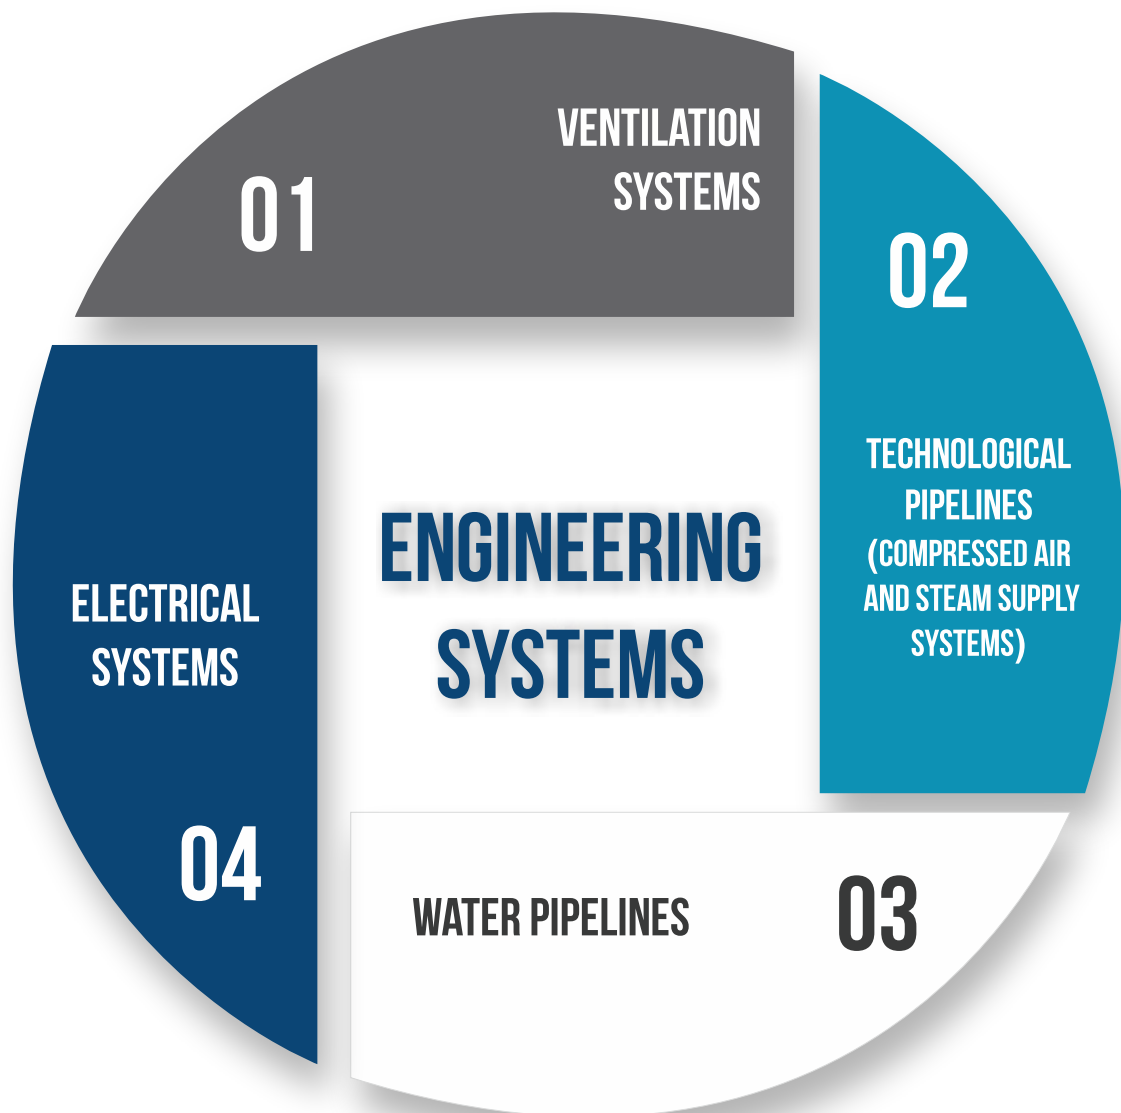 01
VENTILATION
SYSTEMS
02
TECHNOLOGICAL
PIPELINES
(COMPRESSED AIR
AND STEAM SUPPLY
SYSTEMS)
ENGINEERING
SYSTEMS
WATER PIPELINES
03
ELECTRICAL
SYSTEMS
04